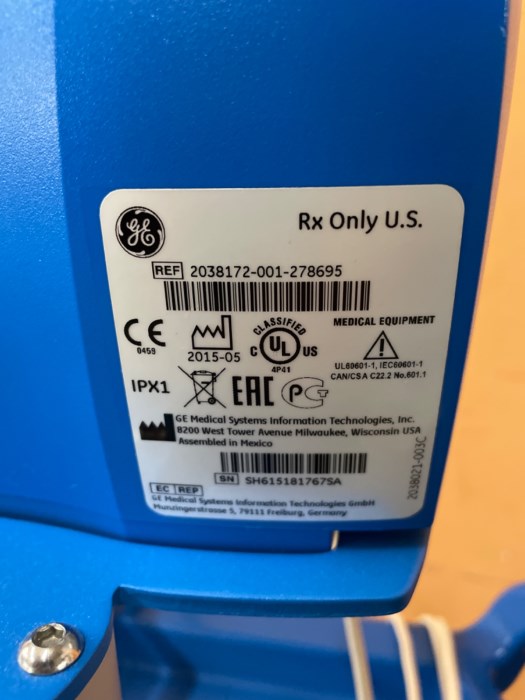 GE
Rx Only U.S.
REF 2038172-001-278695
CE
0459
2015-05
CLASSIFIED
C UL US
4P41
MEDICAL EQUIPMENT
UL60601-1, IEC60601-1
CAN/CSA C22.2 No.601.1
IPX1
EAC
PCT
GE Medical Systems Information Technologies, Inc.
8200 West Tower Avenue Milwaukee, Wisconsin USA
Assembled in Mexico
SN SH615181767SA
EC REP
GE Medical Systems Information Technologies GmbH
Munzingerstrasse 5, 79111 Freiburg, Germany
2038021-003C